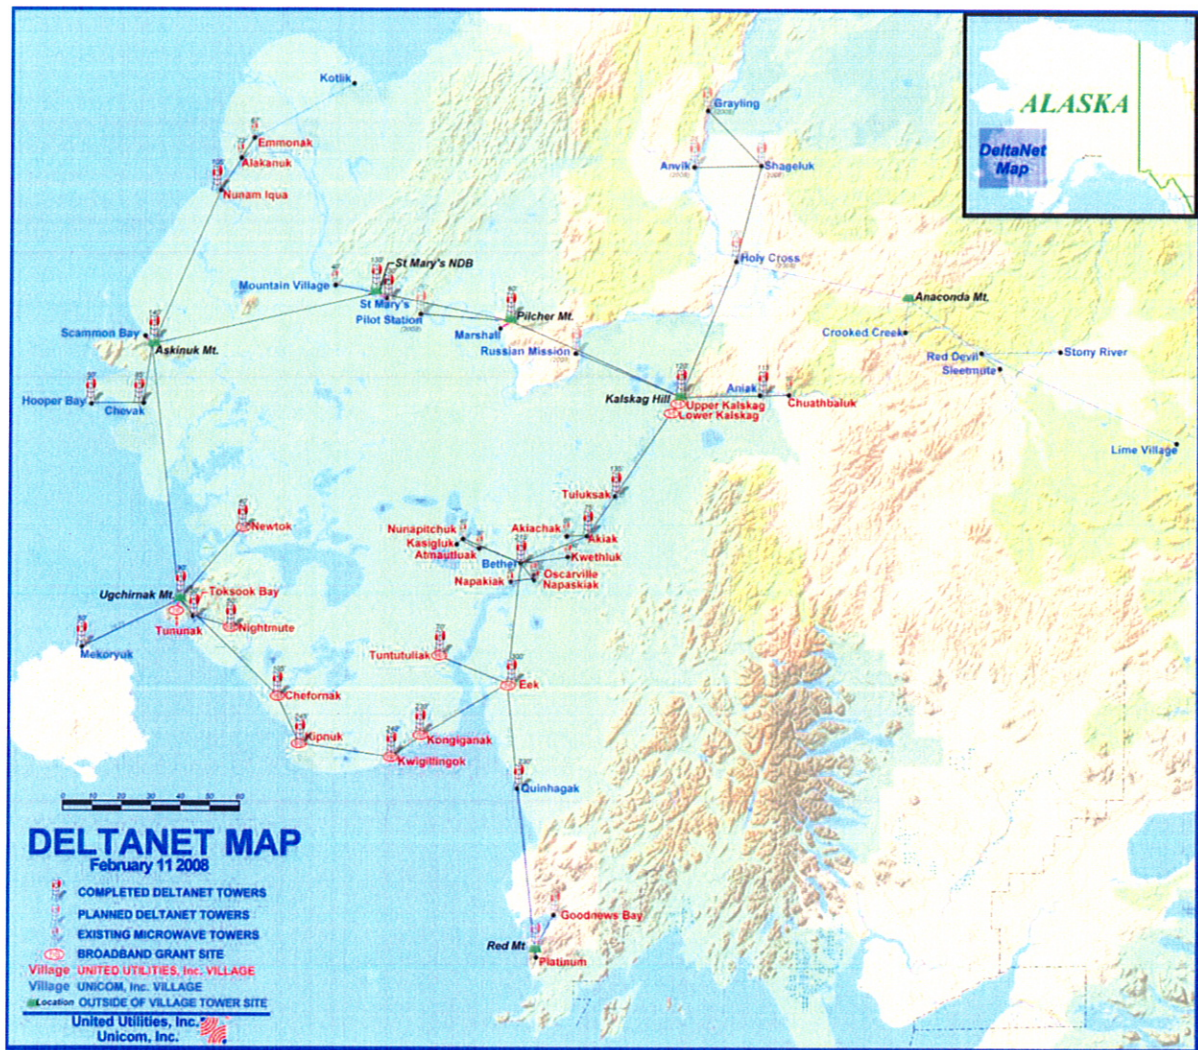 ALASKA
DeltaNet
Map
Kotlik
Grayling
(2008)
Emmonak
Alakanuk
Nunam Iqua
Anvik
(2008)
Shageluk
Holy Cross
St Mary's NDB
Mountain Village
St Mary's
Pilot Station
(2008)
Pilcher Mt.
Marshall
Russian Mission
Anaconda Mt.
Crooked Creek
Red Devil
Sleetmute
Stony River
Lime Village
Scammon Bay
Askinuk Mt.
Hooper Bay
Chevak
Kalskag Hill
Upper Kalskag
Lower Kalskag
Aniak
Chuathbaluk
Tuluksak
Newtok
Nunapitchuk
Kasigluk
Atmautluak
Akiachak
Akiak
Bethel
Kwethluk
Oscarville
Napaskiak
Napakiak
Ugchirnak Mt.
Toksook Bay
Tununak
Nightmute
Mekoryuk
Tuntutuliak
Eek
Chefornak
Kipnuk
Kongiganak
Kwigillingok
Quinhagak
Goodnews Bay
Red Mt.
Platinum
DELTANET MAP
February 11 2008
COMPLETED DELTANET TOWERS
PLANNED DELTANET TOWERS
EXISTING MICROWAVE TOWERS
BROADBAND GRANT SITE
Village UNITED UTILITIES, Inc. VILLAGE
Village UNICOM, Inc. VILLAGE
Location OUTSIDE OF VILLAGE TOWER SITE
United Utilities, Inc.
Unicom, Inc.